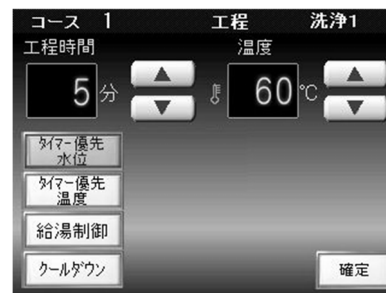 コース 1 工程 洗浄1
工程時間 温度
5 分 60 ℃
タイマー優先
水位
タイマー優先
温度
給湯制御
クールダウン
確定